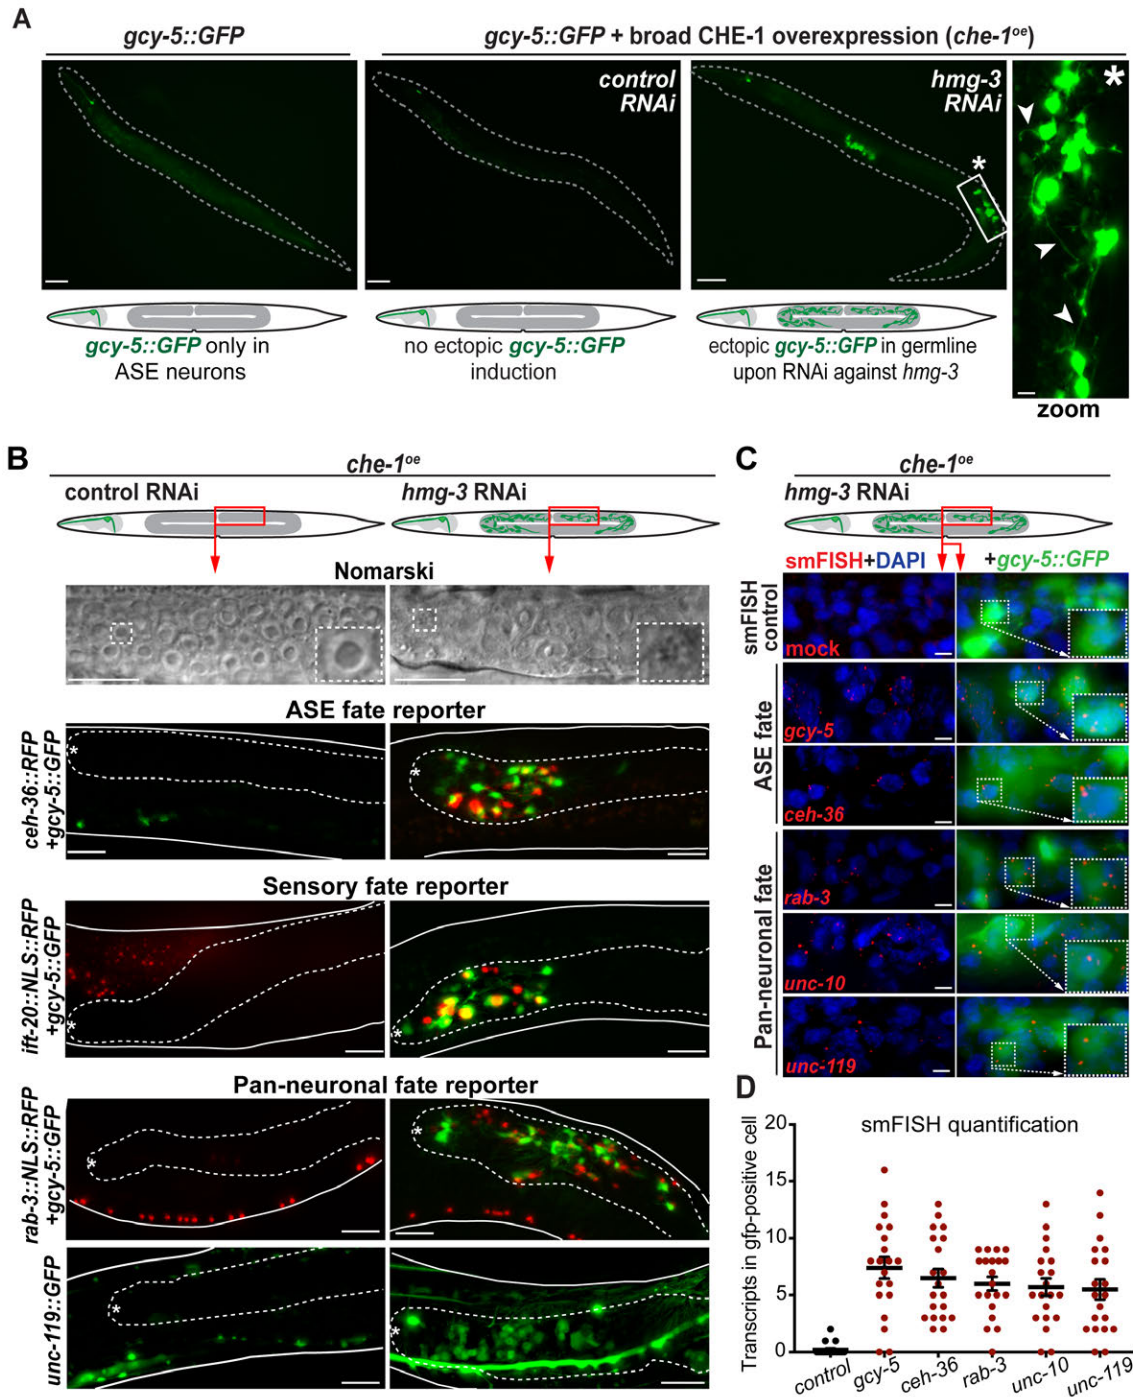 A
gcy-5::GFP
gcy-5::GFP + broad CHE-1 overexpression (che-1oe)
control
RNAi
hmg-3
RNAi
*
*
gcy-5::GFP only in
ASE neurons
no ectopic gcy-5::GFP
induction
ectopic gcy-5::GFP in germline
upon RNAi against hmg-3
zoom
B
che-1oe
control RNAi
hmg-3 RNAi
Nomarski
ASE fate reporter
ceh-36::RFP
+gcy-5::GFP
*
*
Sensory fate reporter
ift-20::NLS::RFP
+gcy-5::GFP
*
*
Pan-neuronal fate reporter
rab-3::NLS::RFP
+gcy-5::GFP
*
*
unc-119::GFP
*
*
C
che-1oe
hmg-3 RNAi
smFISH+DAPI
+gcy-5::GFP
smFISH
control
mock
ASE fate
gcy-5
ceh-36
Pan-neuronal fate
rab-3
unc-10
unc-119
D
smFISH quantification
Transcripts in gfp-positive cell
20
15
10
5
0
control
gcy-5
ceh-36
rab-3
unc-10
unc-119